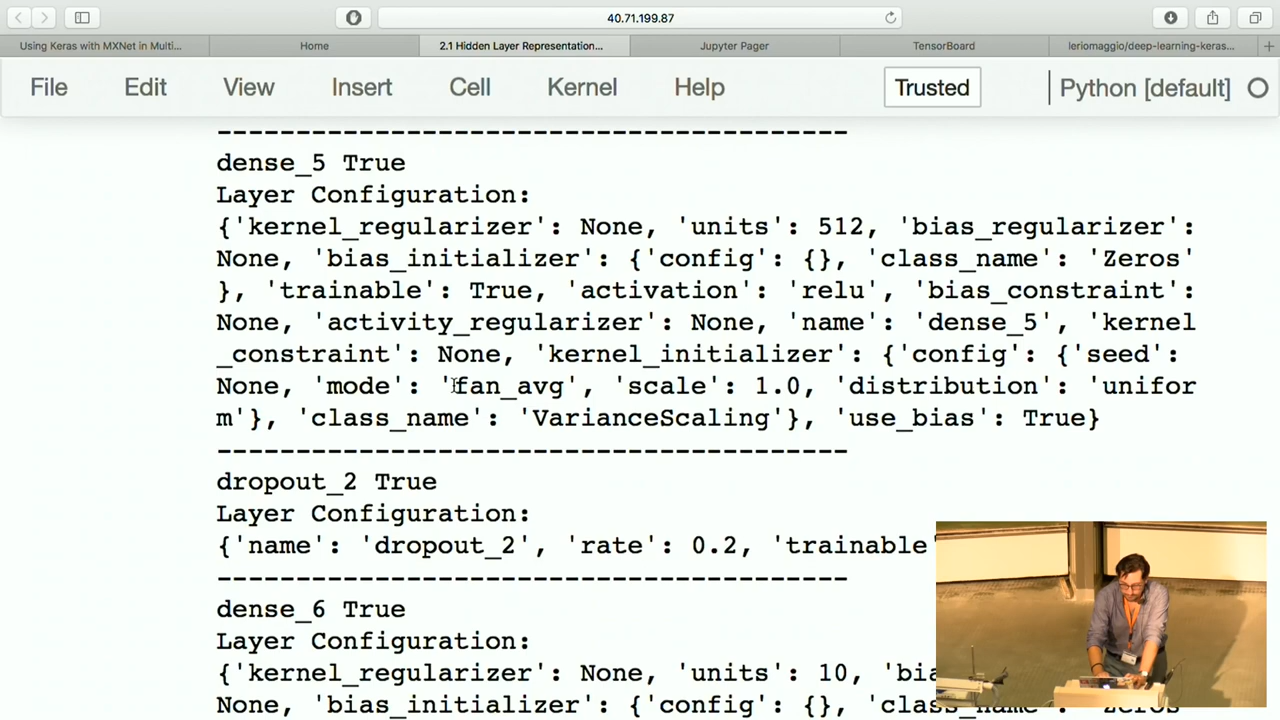 40.71.199.87
Using Keras with MXNet in Multi... Home 2.1 Hidden Layer Representation... Jupyter Pager TensorBoard leriomaggio/deep-learning-keras... +
File Edit View Insert Cell Kernel Help Trusted Python [default]
----------------------------------------
dense_5 True
Layer Configuration:
{'kernel_regularizer': None, 'units': 512, 'bias_regularizer':
None, 'bias_initializer': {'config': {}, 'class_name': 'Zeros'
}, 'trainable': True, 'activation': 'relu', 'bias_constraint':
None, 'activity_regularizer': None, 'name': 'dense_5', 'kernel
_constraint': None, 'kernel_initializer': {'config': {'seed':
None, 'mode': 'fan_avg', 'scale': 1.0, 'distribution': 'unifor
m'}, 'class_name': 'VarianceScaling'}, 'use_bias': True}
----------------------------------------
dropout_2 True
Layer Configuration:
{'name': 'dropout_2', 'rate': 0.2, 'trainable'
----------------------------------------
dense_6 True
Layer Configuration:
{'kernel_regularizer': None, 'units': 10,
None, 'bias_initializer': {'config': {},